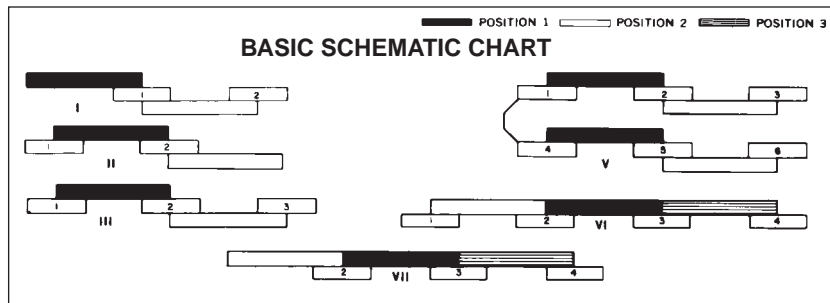 POSITION 1 POSITION 2 POSITION 3
BASIC SCHEMATIC CHART
1 2
I
1 2
II
1 2 3
III
1 2 3
4 5 6
V
1 2 3 4
VI
2 3 4
VII